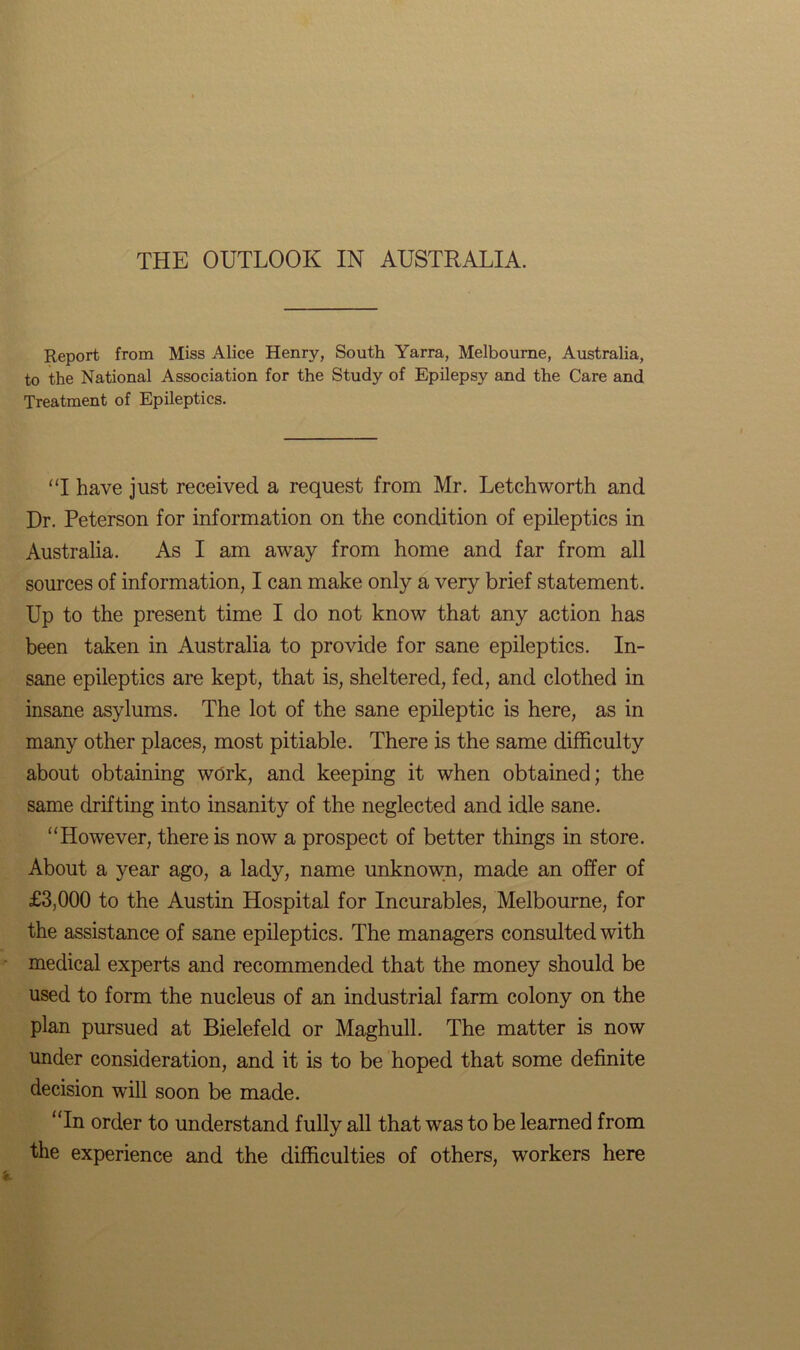 THE OUTLOOK IN AUSTRALIA.
Report from Miss Alice Henry, South Yarra, Melbourne, Australia,
to the National Association for the Study of Epilepsy and the Care and
Treatment of Epileptics.
“I have just received a request from Mr. Letchworth and
Dr. Peterson for information on the condition of epileptics in
Australia. As I am away from home and far from all
sources of information, I can make only a very brief statement.
Up to the present time I do not know that any action has
been taken in Australia to provide for sane epileptics. In-
sane epileptics are kept, that is, sheltered, fed, and clothed in
insane asylums. The lot of the sane epileptic is here, as in
many other places, most pitiable. There is the same difficulty
about obtaining work, and keeping it when obtained; the
same drifting into insanity of the neglected and idle sane.
“However, there is now a prospect of better things in store.
About a year ago, a lady, name unknown, made an offer of
£3,000 to the Austin Hospital for Incurables, Melbourne, for
the assistance of sane epileptics. The managers consulted with
medical experts and recommended that the money should be
used to form the nucleus of an industrial farm colony on the
plan pursued at Bielefeld or Maghull. The matter is now
under consideration, and it is to be hoped that some definite
decision will soon be made.
“In order to understand fully all that was to be learned from
the experience and the difficulties of others, workers here